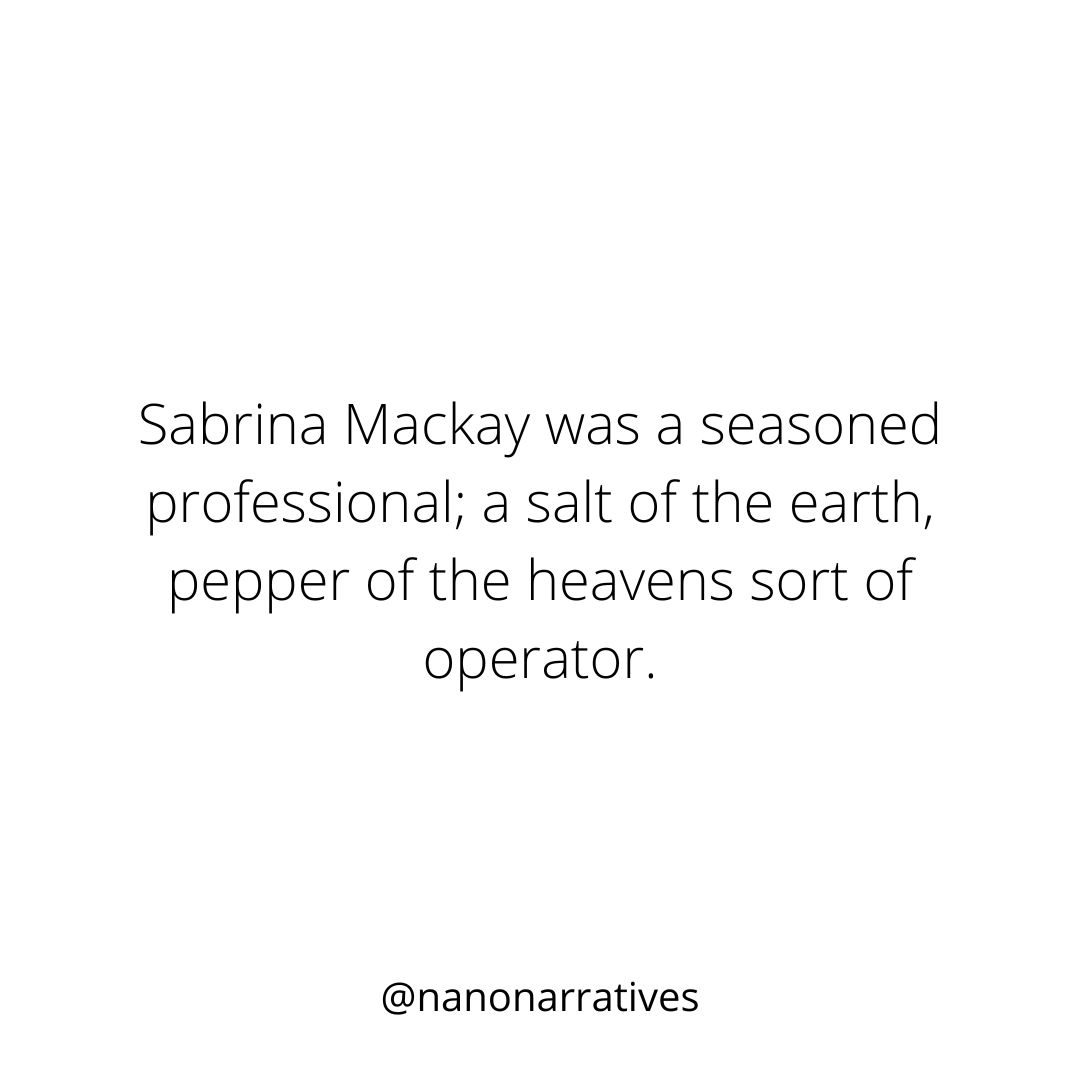 Sabrina Mackay was a seasoned
professional; a salt of the earth,
pepper of the heavens sort of
operator.
@nanonarratives